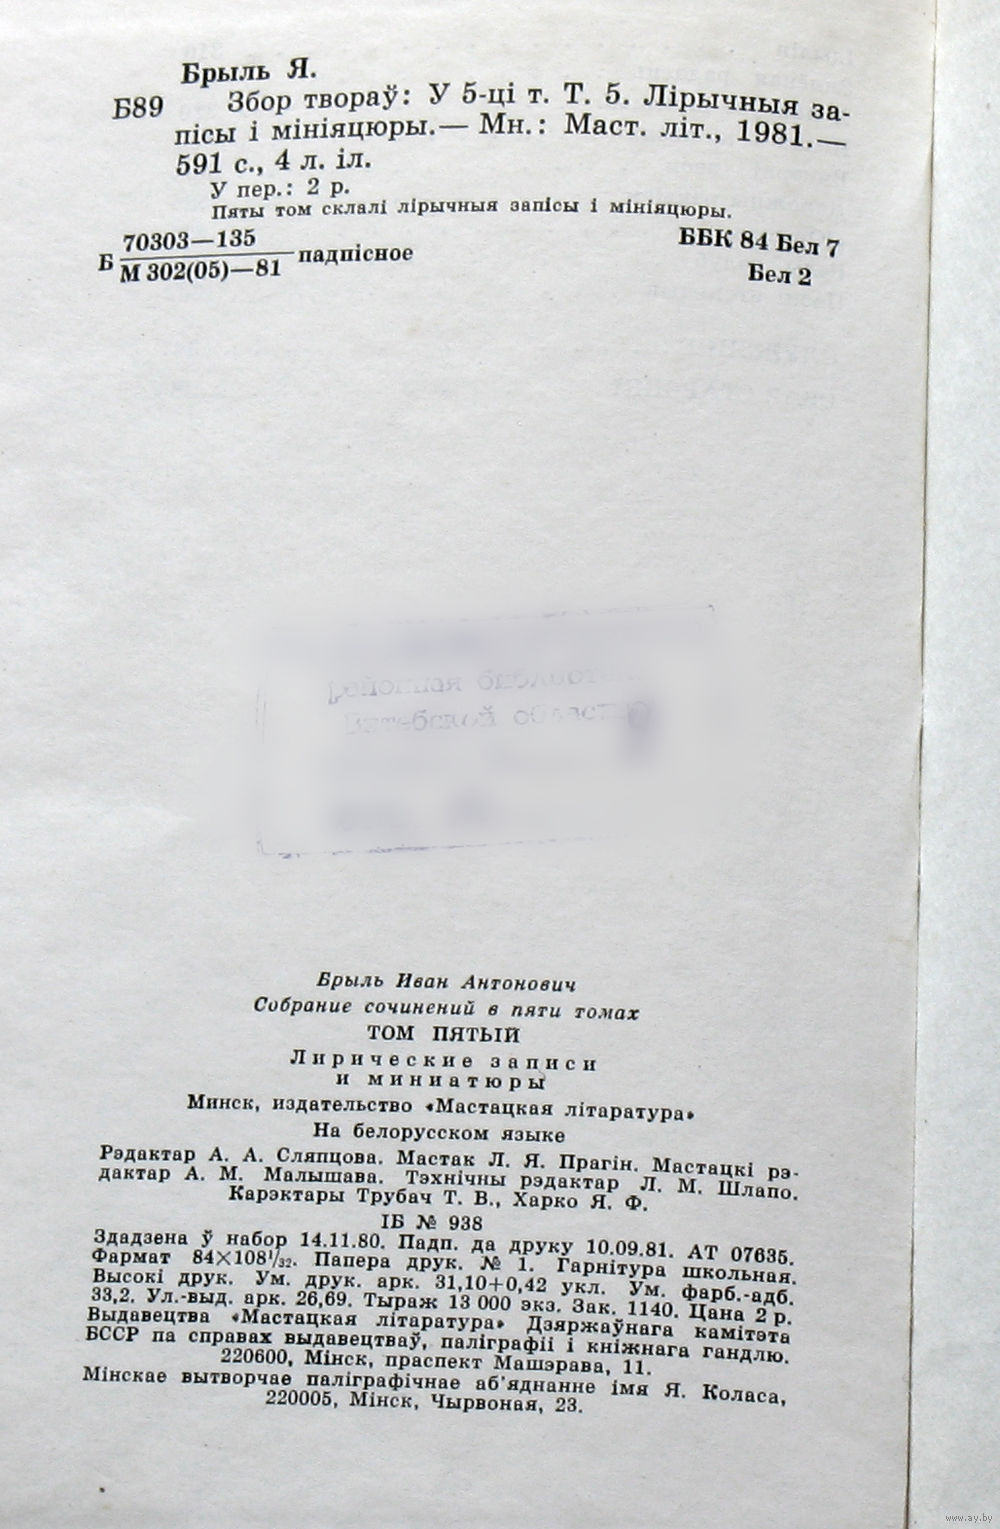 Брыль Я.
Б89 Збор твораў: У 5-ці т. Т. 5. Лірычныя за-
пісы і мініяцюры.— Мн.: Маст. літ., 1981.—
591 с., 4 л. іл.
У пер.: 2 р.
Пяты том склалі лірычныя запісы і мініяцюры.
Б 70303—135
М 302(05)—81 падпісное
ББК 84 Бел 7
Бел 2
районная
Витебской
Брыль Иван Антонович
Собрание сочинений в пяти томах
ТОМ ПЯТЫЙ
Лирические записи
и миниатюры
Минск, издательство «Мастацкая літаратура»
На белорусском языке
Рэдактар А. А. Сляпцова. Мастак Л. Я. Прагін. Мастацкі рэ-
дактар А. М. Малышава. Тэхнічны рэдактар Л. М. Шлапо.
Карэктары Трубач Т. В., Харко Я. Ф.
ІБ № 938
Здадзена ў набор 14.11.80. Падп. да друку 10.09.81. АТ 07635.
Фармат 84×108¹/₃₂. Папера друк. № 1. Гарнітура школьная.
Высокі друк. Ум. друк. арк. 31,10+0,42 укл. Ум. фарб.-адб.
33,2. Ул.-выд. арк. 26,69. Тыраж 13 000 экз. Зак. 1140. Цана 2 р.
Выдавецтва «Мастацкая літаратура» Дзяржаўнага камітэта
БССР па справах выдавецтваў, паліграфіі і кніжнага гандлю.
220600, Мінск, праспект Машэрава, 11.
Мінскае вытворчае паліграфічнае аб'яднанне імя Я. Коласа,
220005, Мінск, Чырвоная, 23.
www.ay.by